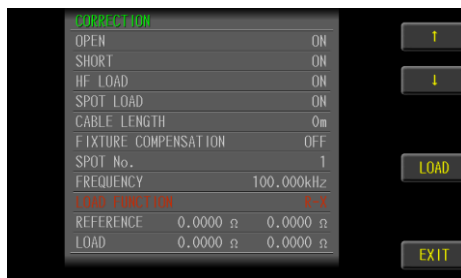 CORRECTION
OPEN ON
SHORT ON
HF LOAD ON
SPOT LOAD ON
CABLE LENGTH 0m
FIXTURE COMPENSATION OFF
SPOT No. 1
FREQUENCY 100.000kHz
LOAD FUNCTION R-X
REFERENCE 0.0000 Ω 0.0000 Ω
LOAD 0.0000 Ω 0.0000 Ω
↑
↓
LOAD
EXIT